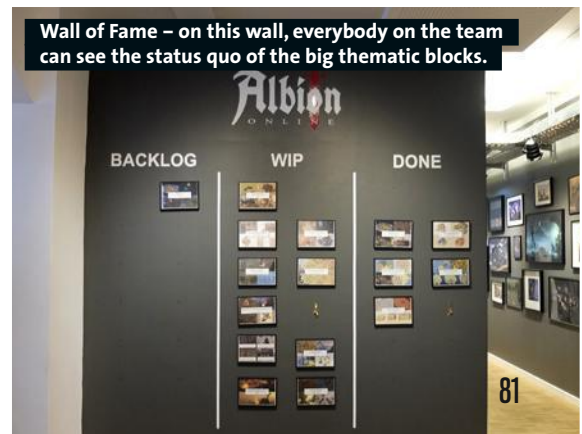 Wall of Fame – on this wall, everybody on the team
can see the status quo of the big thematic blocks.
Albion
ONLINE
BACKLOG WIP DONE
81